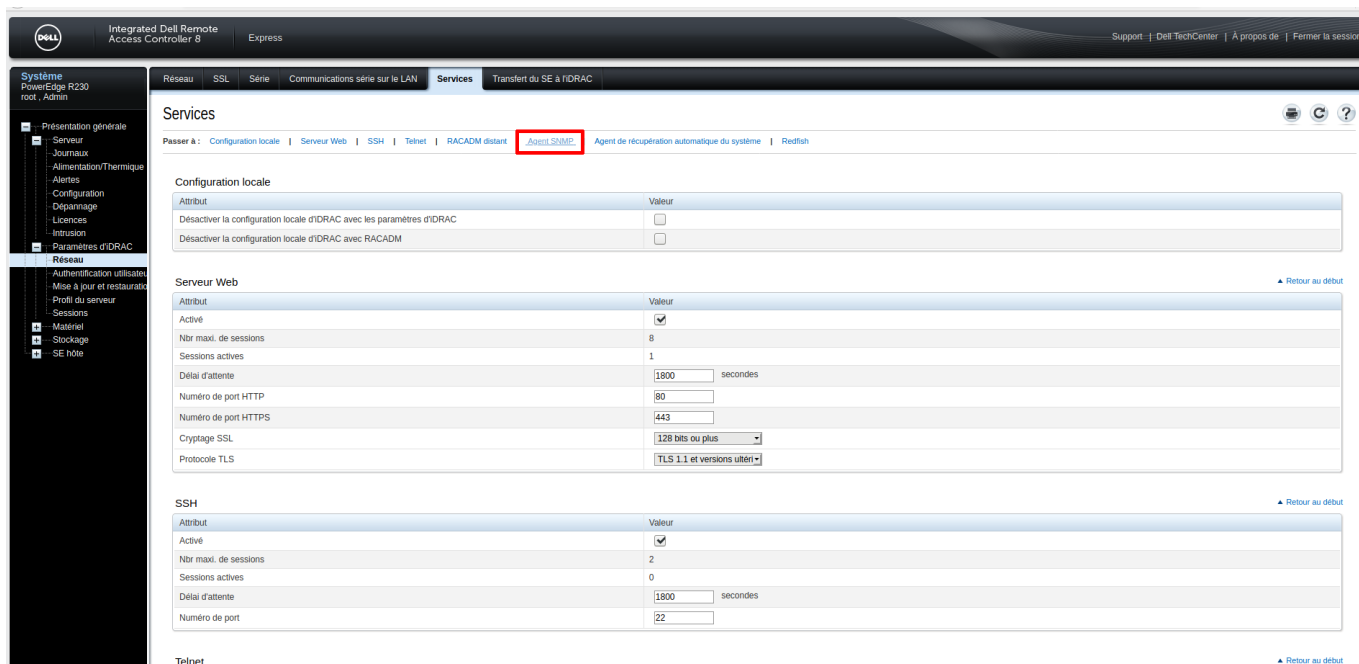 DELL
Integrated Dell Remote
Access Controller 8
Express
Support | Dell TechCenter | À propos de | Fermer la session
Système
PowerEdge R230
root , Admin
Présentation générale
Serveur
Journaux
Alimentation/Thermique
Alertes
Configuration
Dépannage
Licences
Intrusion
Paramètres d'iDRAC
Réseau
Authentification utilisateu
Mise à jour et restauratio
Profil du serveur
Sessions
Matériel
Stockage
SE hôte
Réseau SSL Série Communications série sur le LAN Services Transfert du SE à l'iDRAC
Services
Passer à : Configuration locale | Serveur Web | SSH | Telnet | RACADM distant Agent SNMP Agent de récupération automatique du système | Redfish
Configuration locale
Attribut Valeur
Désactiver la configuration locale d'iDRAC avec les paramètres d'iDRAC
Désactiver la configuration locale d'iDRAC avec RACADM
Serveur Web
Retour au début
Attribut Valeur
Activé
Nbr maxi. de sessions 8
Sessions actives 1
Délai d'attente 1800 secondes
Numéro de port HTTP 80
Numéro de port HTTPS 443
Cryptage SSL 128 bits ou plus
Protocole TLS TLS 1.1 et versions ultéri
SSH
Retour au début
Attribut Valeur
Activé
Nbr maxi. de sessions 2
Sessions actives 0
Délai d'attente 1800 secondes
Numéro de port 22
Telnet
Retour au début